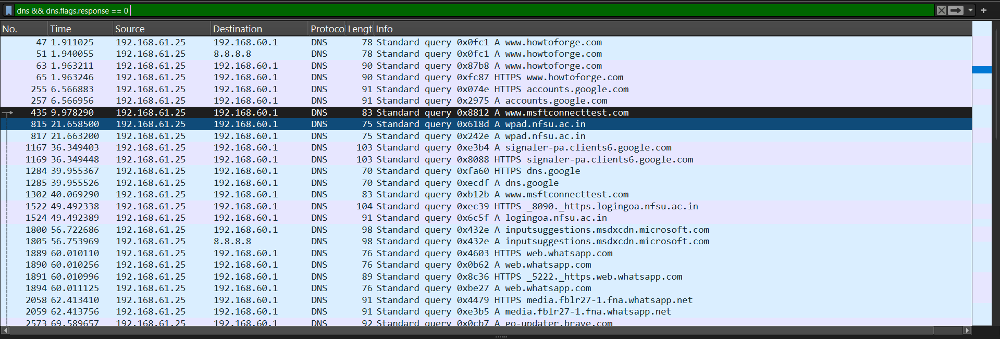 dns && dns.flags.response == 0
No. Time Source Destination Protoco Lengt Info
47 1.911025 192.168.61.25 192.168.60.1 DNS 78 Standard query 0x0fc1 A www.howtoforge.com
51 1.940055 192.168.61.25 8.8.8.8 DNS 78 Standard query 0x0fc1 A www.howtoforge.com
63 1.963211 192.168.61.25 192.168.60.1 DNS 90 Standard query 0x87b8 A www.howtoforge.com
65 1.963246 192.168.61.25 192.168.60.1 DNS 90 Standard query 0xfc87 HTTPS www.howtoforge.com
255 6.566883 192.168.61.25 192.168.60.1 DNS 91 Standard query 0x074e HTTPS accounts.google.com
257 6.566956 192.168.61.25 192.168.60.1 DNS 91 Standard query 0x2975 A accounts.google.com
435 9.978290 192.168.61.25 192.168.60.1 DNS 83 Standard query 0x8812 A www.msftconnecttest.com
815 21.658500 192.168.61.25 192.168.60.1 DNS 75 Standard query 0x618d A wpad.nfsu.ac.in
817 21.663200 192.168.61.25 192.168.60.1 DNS 75 Standard query 0x242e A wpad.nfsu.ac.in
1167 36.349403 192.168.61.25 192.168.60.1 DNS 103 Standard query 0xe3b4 A signaler-pa.clients6.google.com
1169 36.349448 192.168.61.25 192.168.60.1 DNS 103 Standard query 0x8088 HTTPS signaler-pa.clients6.google.com
1284 39.955367 192.168.61.25 192.168.60.1 DNS 70 Standard query 0xfa60 HTTPS dns.google
1285 39.955526 192.168.61.25 192.168.60.1 DNS 70 Standard query 0xecdf A dns.google
1302 40.069290 192.168.61.25 192.168.60.1 DNS 83 Standard query 0xb12b A www.msftconnecttest.com
1522 49.492338 192.168.61.25 192.168.60.1 DNS 104 Standard query 0xec39 HTTPS _8090._https.logingoa.nfsu.ac.in
1524 49.492389 192.168.61.25 192.168.60.1 DNS 91 Standard query 0x6c5f A logingoa.nfsu.ac.in
1800 56.722686 192.168.61.25 192.168.60.1 DNS 98 Standard query 0x432e A inputsuggestions.msdxcdn.microsoft.com
1805 56.753969 192.168.61.25 8.8.8.8 DNS 98 Standard query 0x432e A inputsuggestions.msdxcdn.microsoft.com
1889 60.010110 192.168.61.25 192.168.60.1 DNS 76 Standard query 0x4603 HTTPS web.whatsapp.com
1890 60.010256 192.168.61.25 192.168.60.1 DNS 76 Standard query 0x0b62 A web.whatsapp.com
1891 60.010996 192.168.61.25 192.168.60.1 DNS 89 Standard query 0x8c36 HTTPS _5222._https.web.whatsapp.com
1894 60.011125 192.168.61.25 192.168.60.1 DNS 76 Standard query 0xbe27 A web.whatsapp.com
2058 62.413410 192.168.61.25 192.168.60.1 DNS 91 Standard query 0x4479 HTTPS media.fblr27-1.fna.whatsapp.net
2059 62.413756 192.168.61.25 192.168.60.1 DNS 91 Standard query 0xe3b5 A media.fblr27-1.fna.whatsapp.net
2573 69.589657 192.168.61.25 192.168.60.1 DNS 92 Standard query 0x0cb7 A go-updater.brave.com